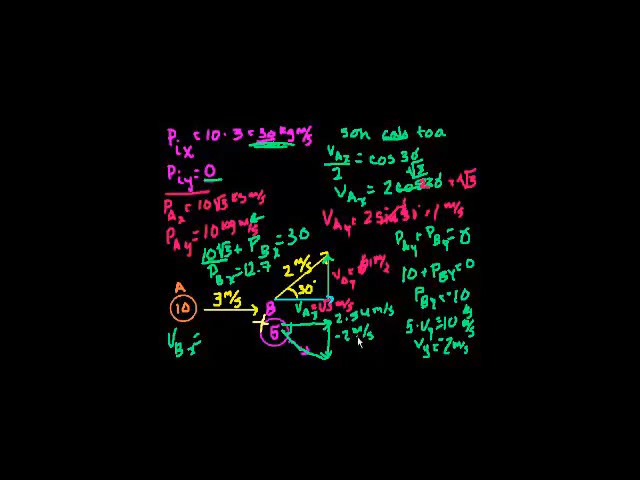 P_ix = 10 · 3 = 30 kg m/s
P_iy = 0
P_Ax = 10√3 kg m/s
P_Ay = 10 kg m/s
10√3 + P_Bx = 30
P_Bx = 12.7
soh cah toa
V_Ax/2 = cos 30
V_Ax = 2 cos 30 = √3
√3/2
V_Ay = 2 sin 30 = 1 m/s
P_Ay + P_By = 0
10 + P_By = 0
P_By = -10
5 · V_y = -10
V_y = -2 m/s
A
10
3 m/s
B
5
2 m/s
30°
V_Ax = √3 m/s
2.54 m/s
-2 m/s
V_Bx =